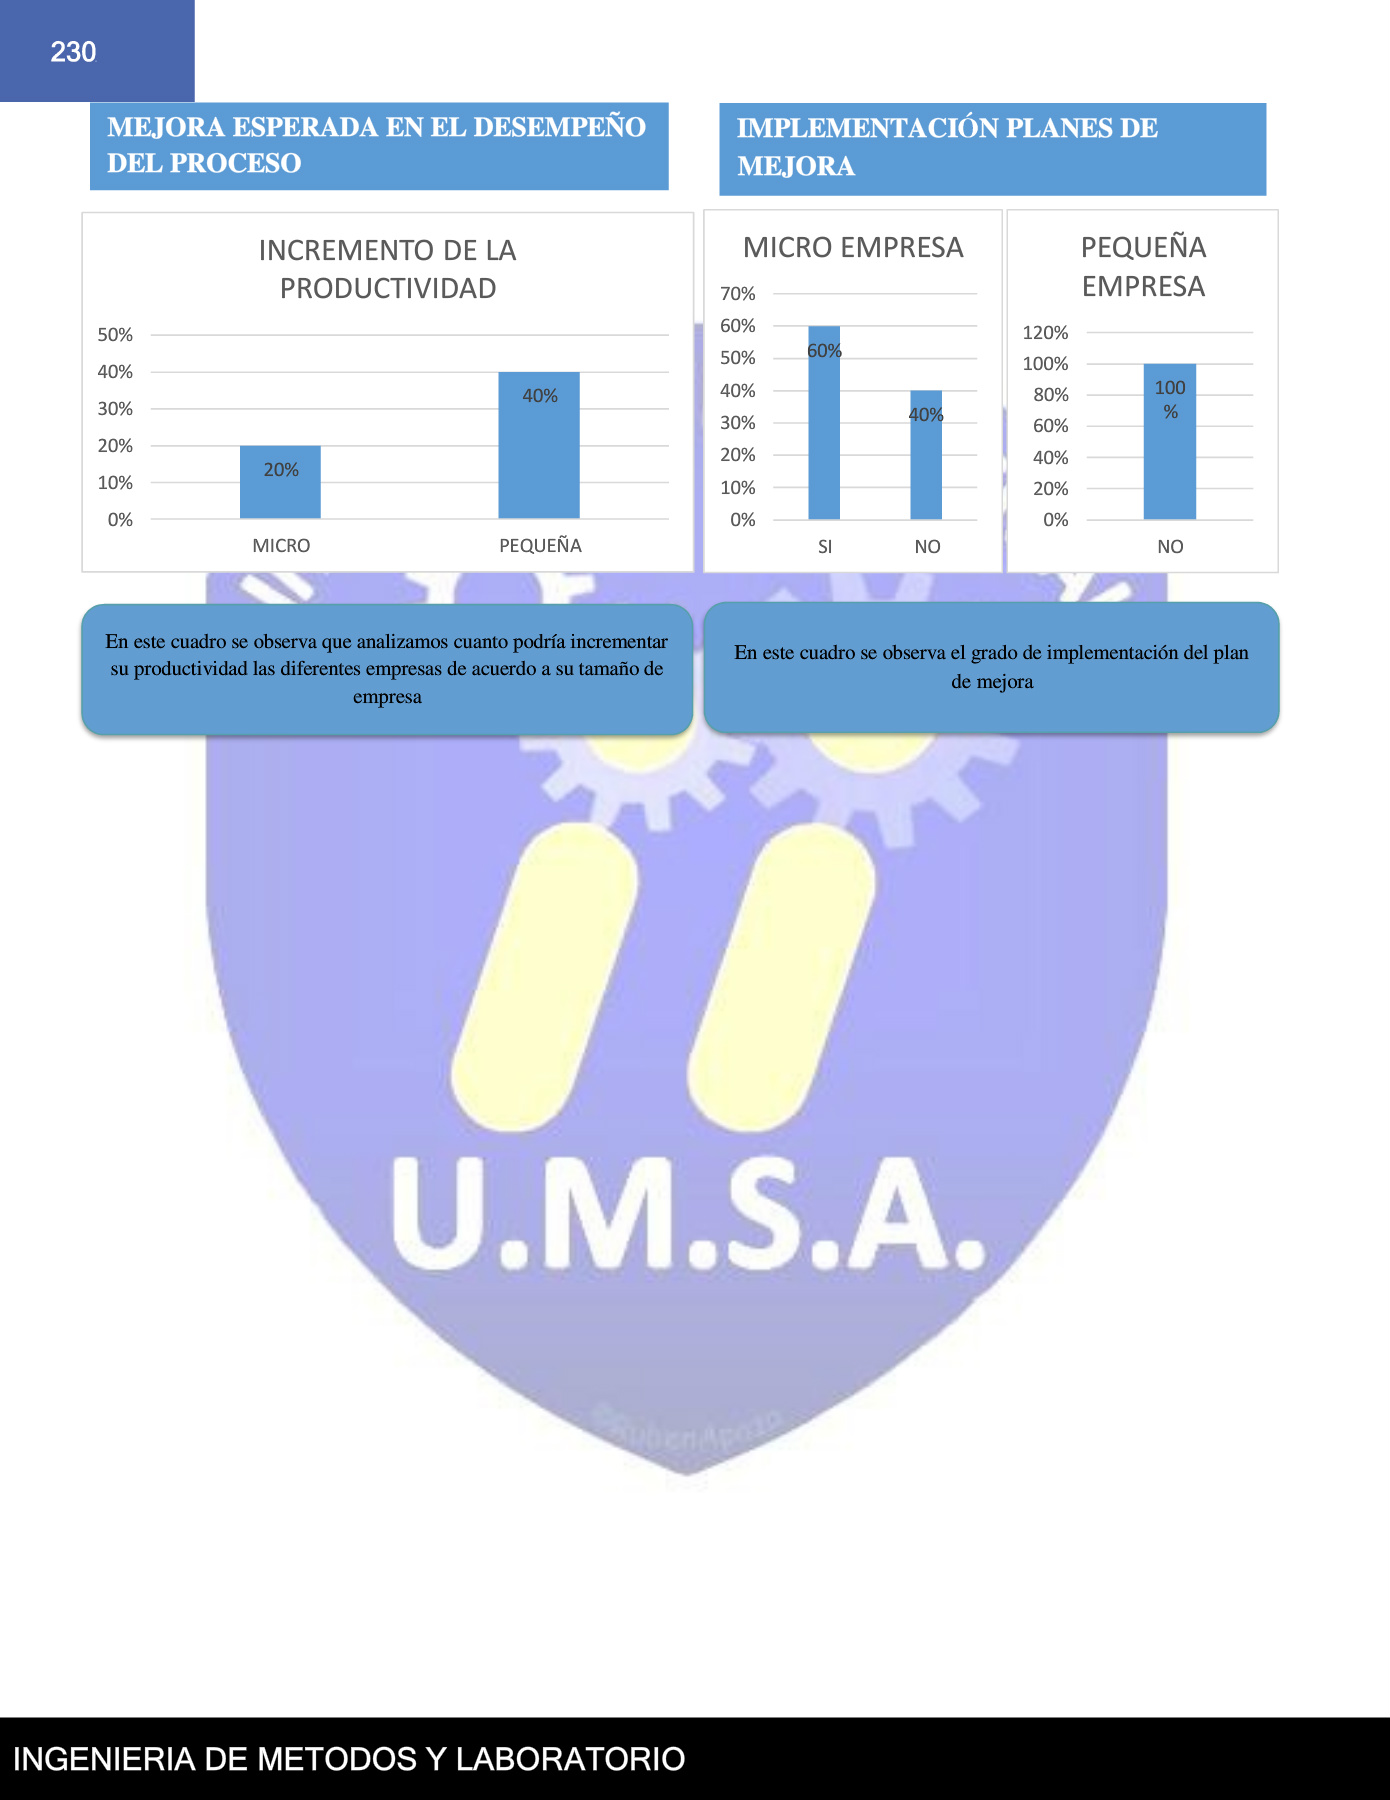 230
MEJORA ESPERADA EN EL DESEMPEÑO
DEL PROCESO
IMPLEMENTACIÓN PLANES DE
MEJORA
INCREMENTO DE LA
PRODUCTIVIDAD
50%
40%
30%
20%
10%
0%
20%
40%
MICRO
PEQUEÑA
MICRO EMPRESA
70%
60%
50%
40%
30%
20%
10%
0%
60%
40%
SI
NO
PEQUEÑA
EMPRESA
120%
100%
80%
60%
40%
20%
0%
100
%
NO
En este cuadro se observa que analizamos cuanto podría incrementar
su productividad las diferentes empresas de acuerdo a su tamaño de
empresa
En este cuadro se observa el grado de implementación del plan
de mejora
U.M.S.A.
©RubenApaza
INGENIERIA DE METODOS Y LABORATORIO